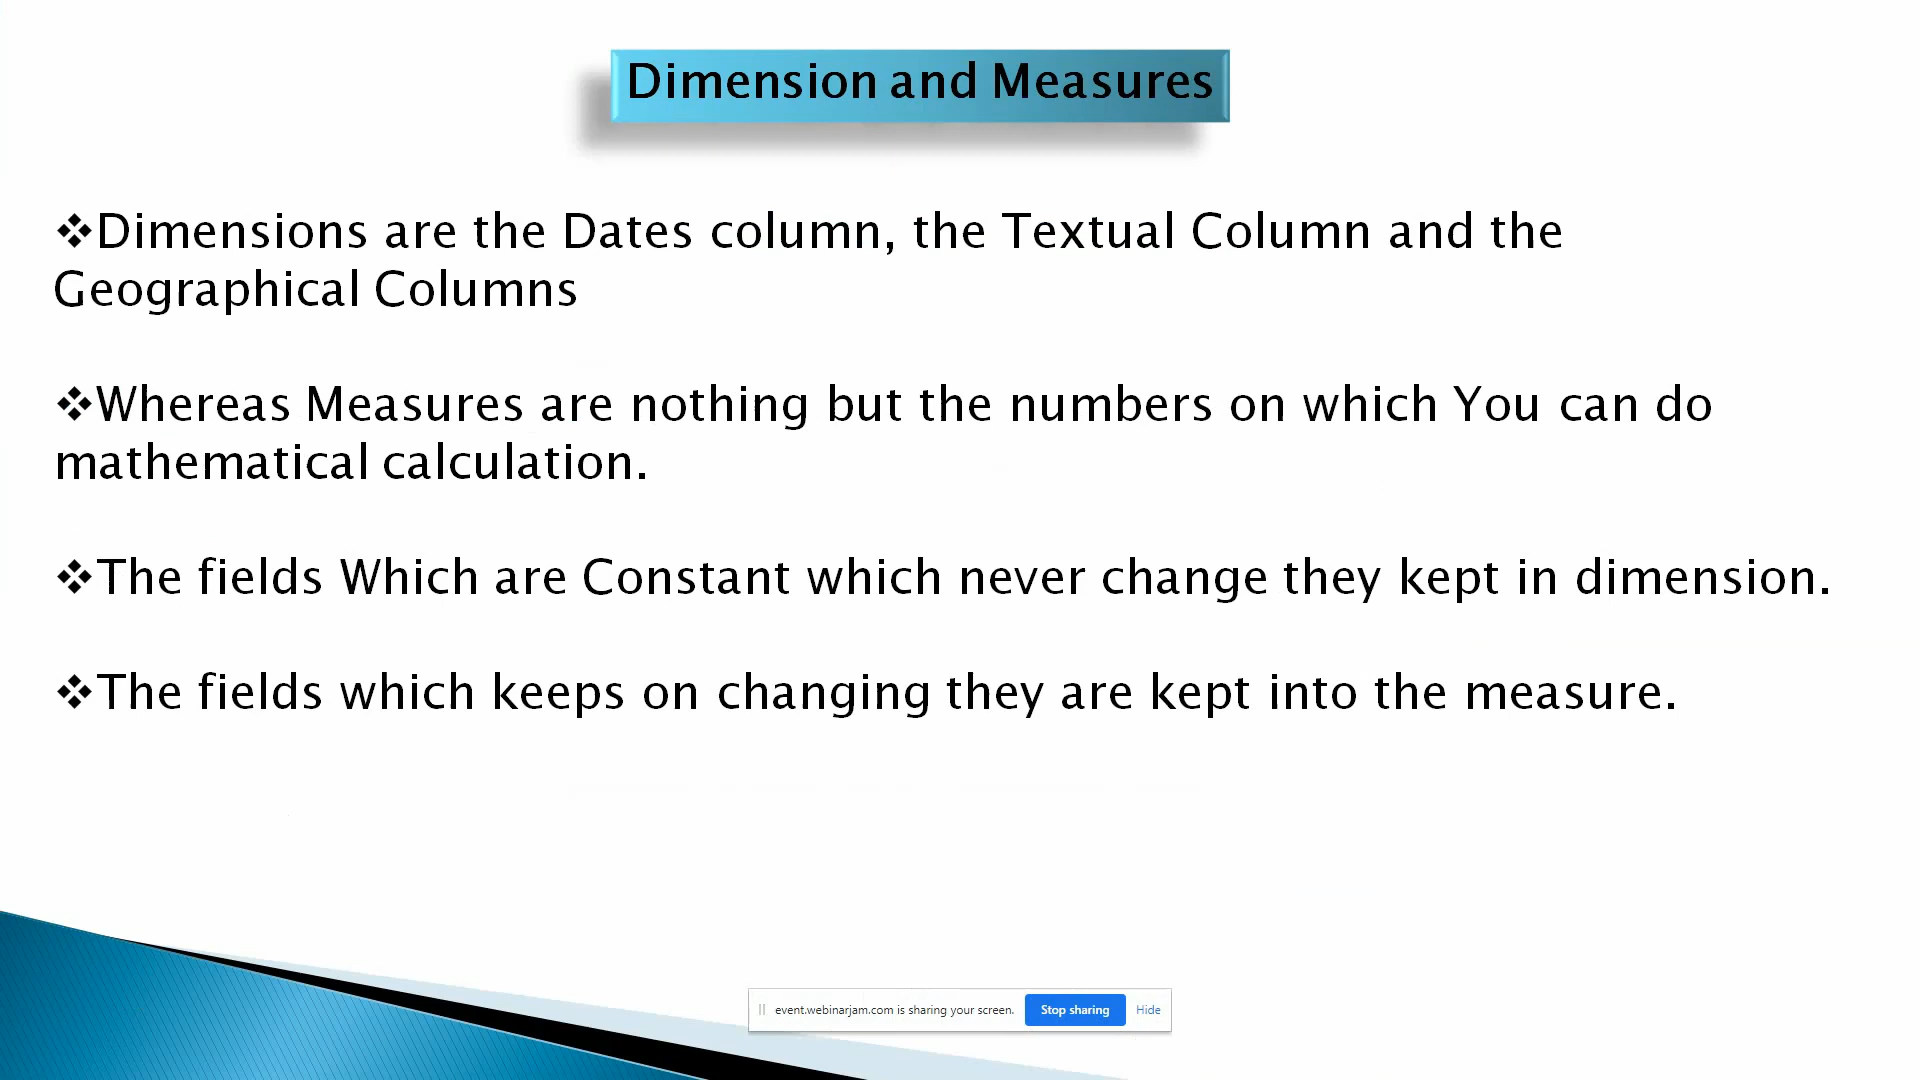 Dimension and Measures
❖Dimensions are the Dates column, the Textual Column and the
Geographical Columns
❖Whereas Measures are nothing but the numbers on which You can do
mathematical calculation.
❖The fields Which are Constant which never change they kept in dimension.
❖The fields which keeps on changing they are kept into the measure.
event.webinarjam.com is sharing your screen. Stop sharing Hide